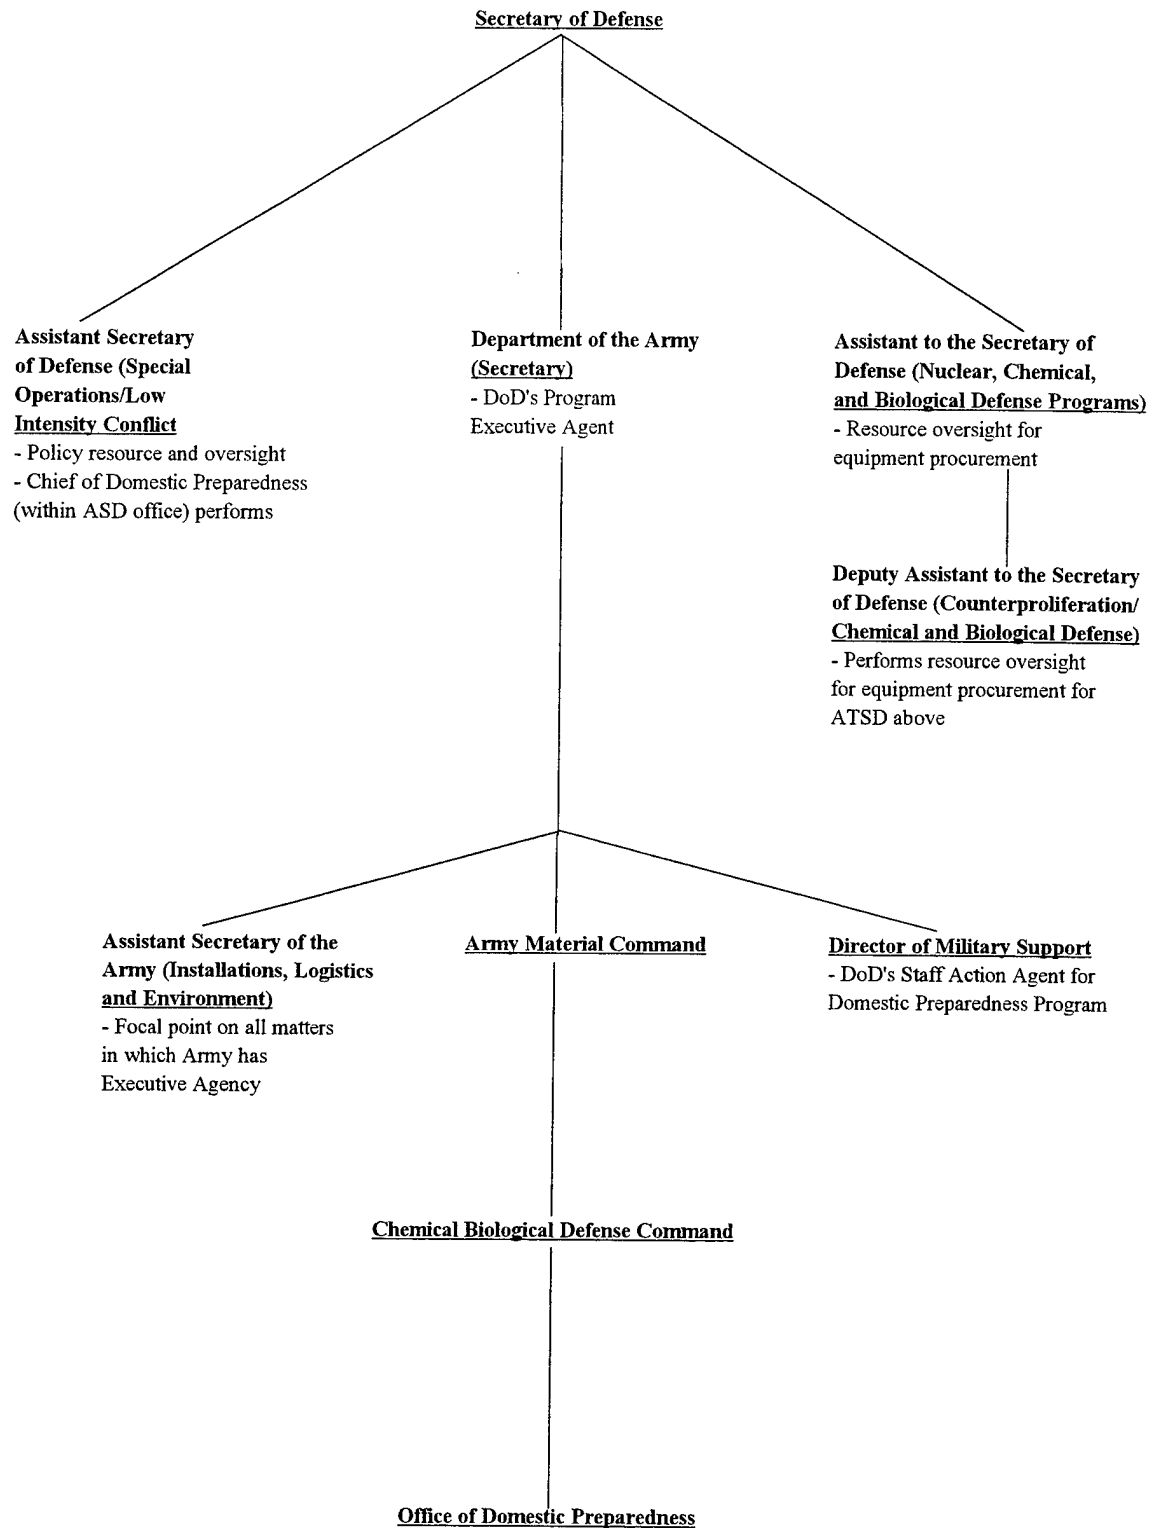 Secretary of Defense
Assistant Secretary
of Defense (Special
Operations/Low
Intensity Conflict
- Policy resource and oversight
- Chief of Domestic Preparedness
(within ASD office) performs
Department of the Army
(Secretary)
- DoD's Program
Executive Agent
Assistant to the Secretary of
Defense (Nuclear, Chemical,
and Biological Defense Programs)
- Resource oversight for
equipment procurement
Deputy Assistant to the Secretary
of Defense (Counterproliferation/
Chemical and Biological Defense)
- Performs resource oversight
for equipment procurement for
ATSD above
Assistant Secretary of the
Army (Installations, Logistics
and Environment)
- Focal point on all matters
in which Army has
Executive Agency
Army Material Command
Director of Military Support
- DoD's Staff Action Agent for
Domestic Preparedness Program
Chemical Biological Defense Command
Office of Domestic Preparedness